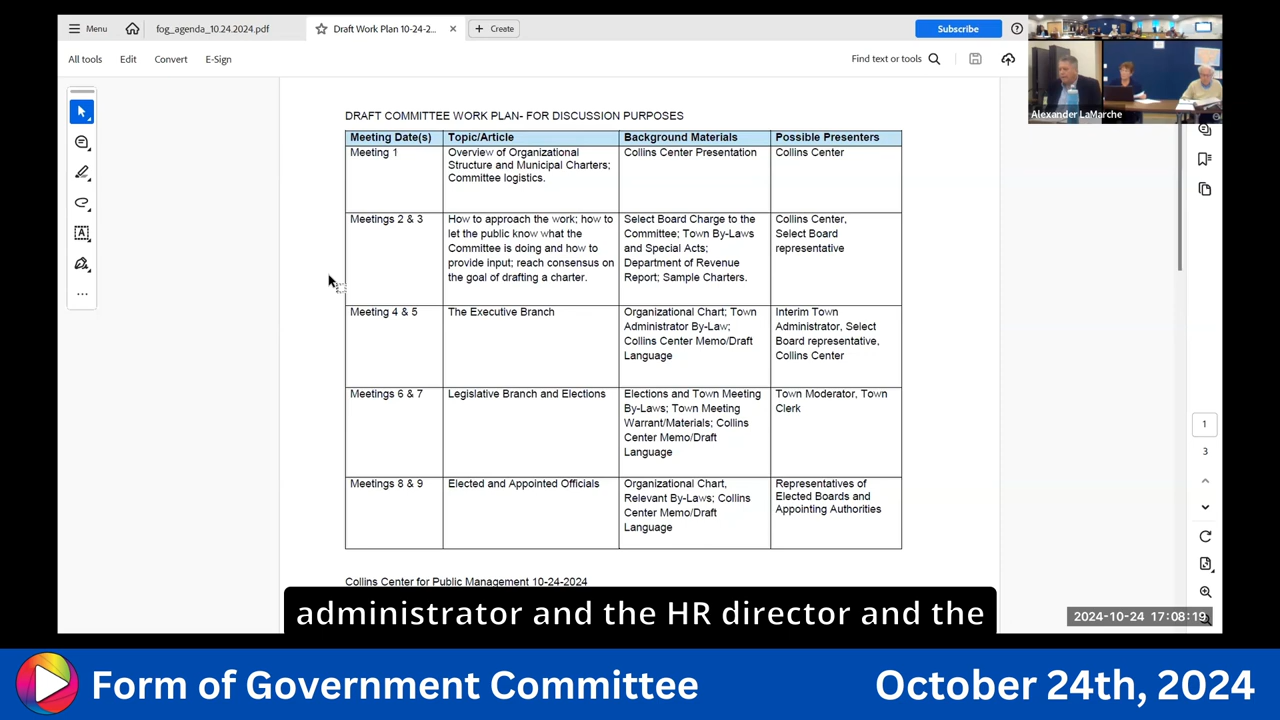 Menu
fog_agenda_10.24.2024.pdf
Draft Work Plan 10-24-2...
Create
Subscribe
All tools
Edit
Convert
E-Sign
Find text or tools
Alexander LaMarche
DRAFT COMMITTEE WORK PLAN- FOR DISCUSSION PURPOSES
Meeting Date(s)
Topic/Article
Background Materials
Possible Presenters
Meeting 1
Overview of Organizational
Structure and Municipal Charters;
Committee logistics.
Collins Center Presentation
Collins Center
Meetings 2 & 3
How to approach the work; how to
let the public know what the
Committee is doing and how to
provide input; reach consensus on
the goal of drafting a charter.
Select Board Charge to the
Committee; Town By-Laws
and Special Acts;
Department of Revenue
Report; Sample Charters.
Collins Center,
Select Board
representative
Meeting 4 & 5
The Executive Branch
Organizational Chart; Town
Administrator By-Law;
Collins Center Memo/Draft
Language
Interim Town
Administrator, Select
Board representative,
Collins Center
Meetings 6 & 7
Legislative Branch and Elections
Elections and Town Meeting
By-Laws; Town Meeting
Warrant/Materials; Collins
Center Memo/Draft
Language
Town Moderator, Town
Clerk
Meetings 8 & 9
Elected and Appointed Officials
Organizational Chart,
Relevant By-Laws; Collins
Center Memo/Draft
Language
Representatives of
Elected Boards and
Appointing Authorities
Collins Center for Public Management 10-24-2024
1
3
administrator and the HR director and the
2024-10-24 17:08:19
Form of Government Committee
October 24th, 2024